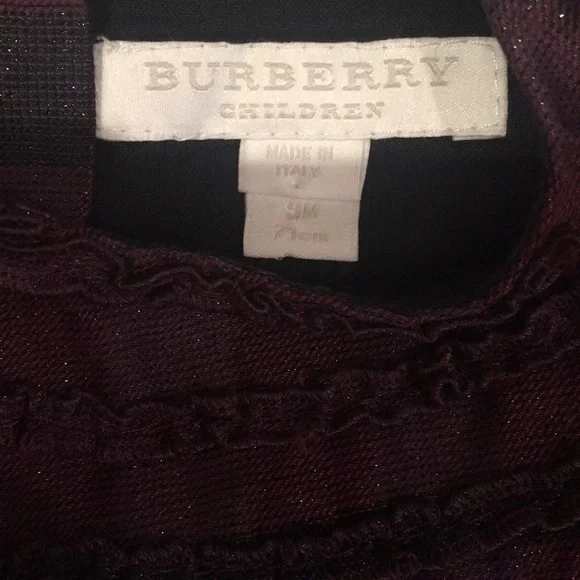 BURBERRY
CHILDREN
MADE IN
ITALY
9M
71cm